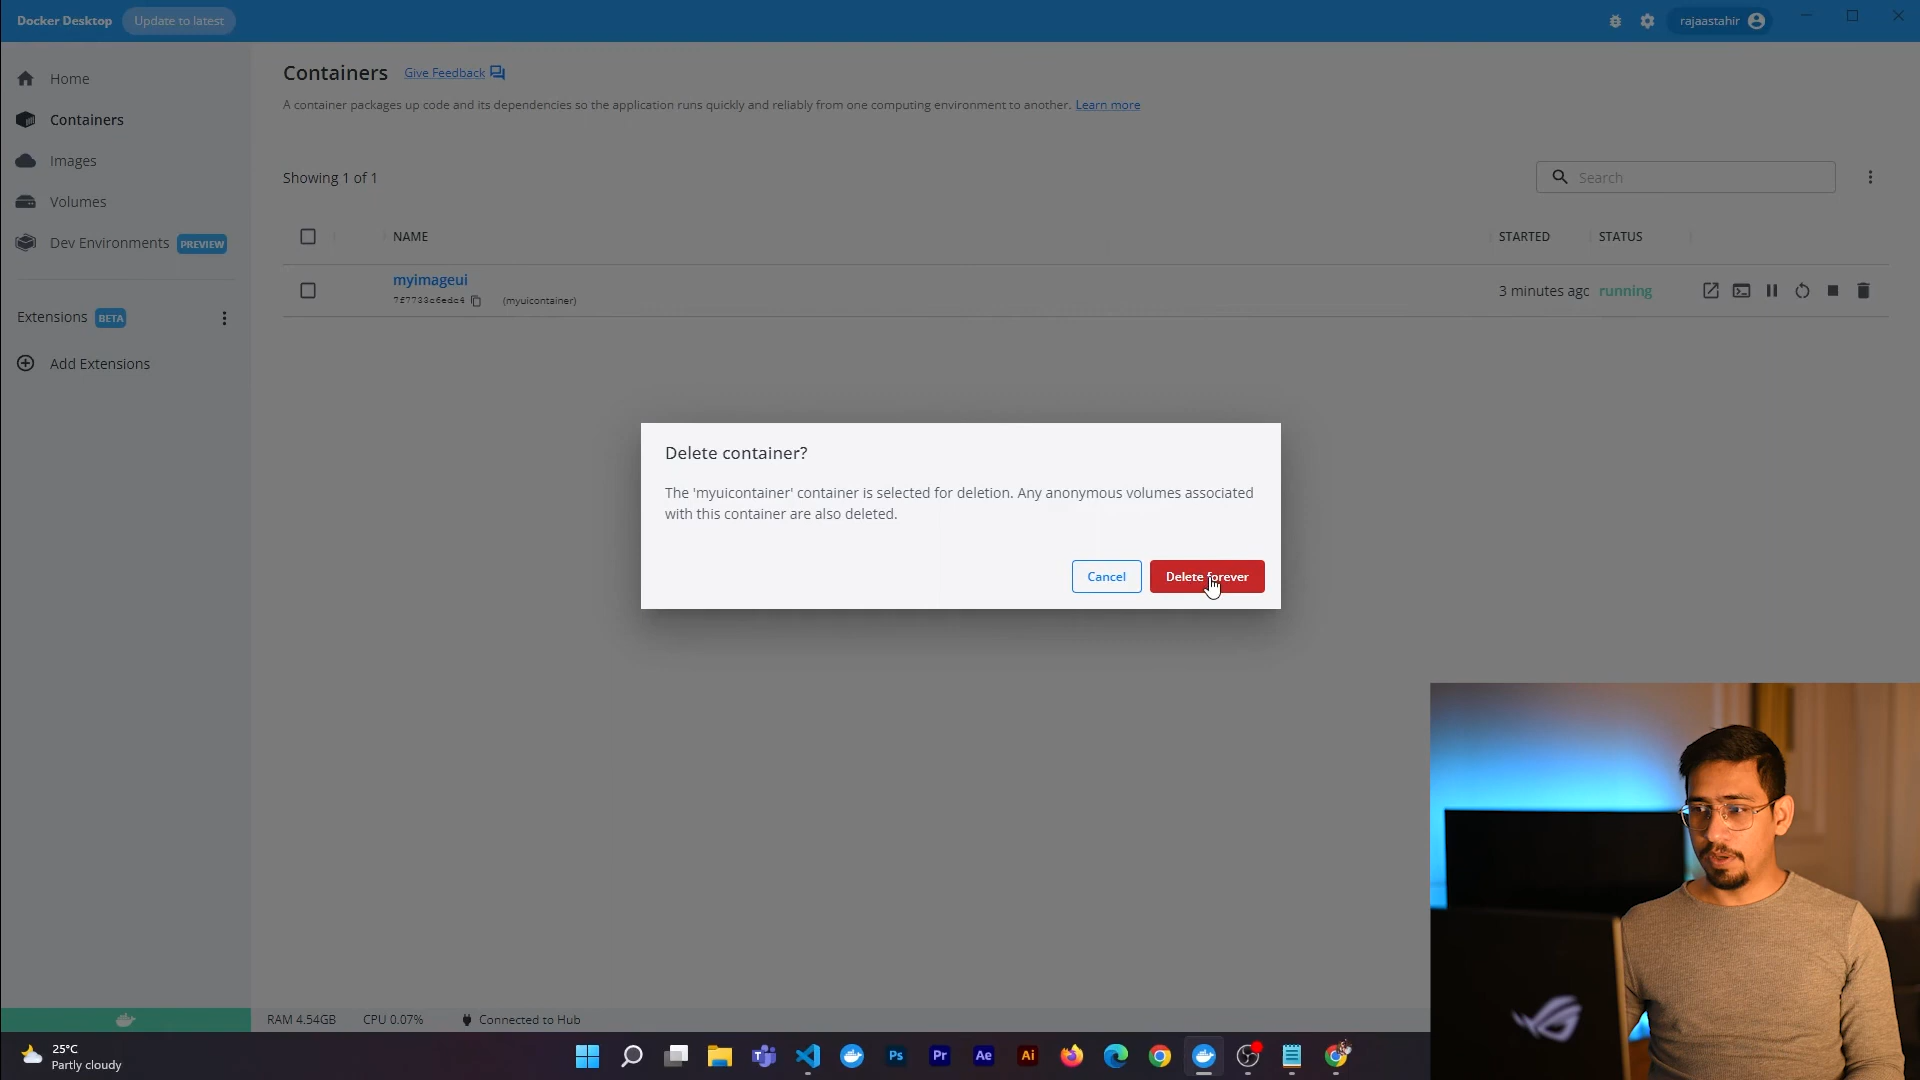 Docker Desktop Update to latest rajaastahir
Home
Containers
Images
Volumes
Dev Environments PREVIEW
Extensions BETA
Add Extensions
Containers Give Feedback
A container packages up code and its dependencies so the application runs quickly and reliably from one computing environment to another. Learn more
Showing 1 of 1 Search
NAME STARTED STATUS
myimageui
7f7733c6edc4 (myuicontainer) 3 minutes agc running
Delete container?
The 'myuicontainer' container is selected for deletion. Any anonymous volumes associated
with this container are also deleted.
Cancel Delete forever
RAM 4.54GB CPU 0.07% Connected to Hub
25°C
Partly cloudy
Ps Pr Ae Ai